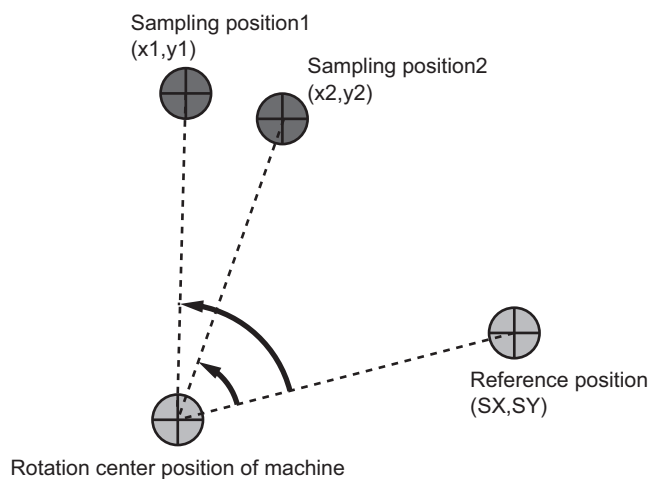 Sampling position1
(x1,y1)
Sampling position2
(x2,y2)
Reference position
(SX,SY)
Rotation center position of machine